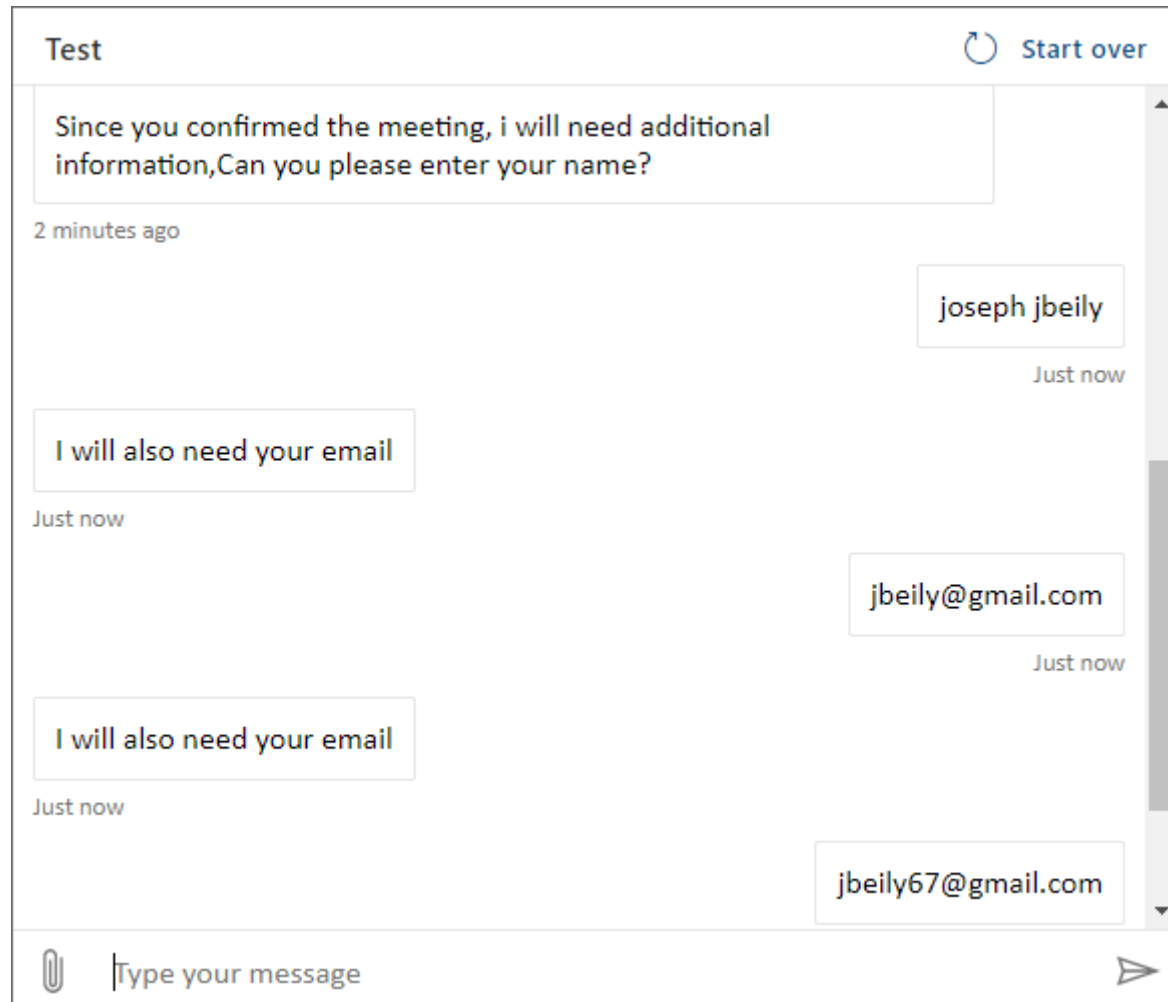 Test
Start over
Since you confirmed the meeting, i will need additional
information,Can you please enter your name?
2 minutes ago
joseph jbeily
Just now
I will also need your email
Just now
jbeily@gmail.com
Just now
I will also need your email
Just now
jbeily67@gmail.com
Type your message